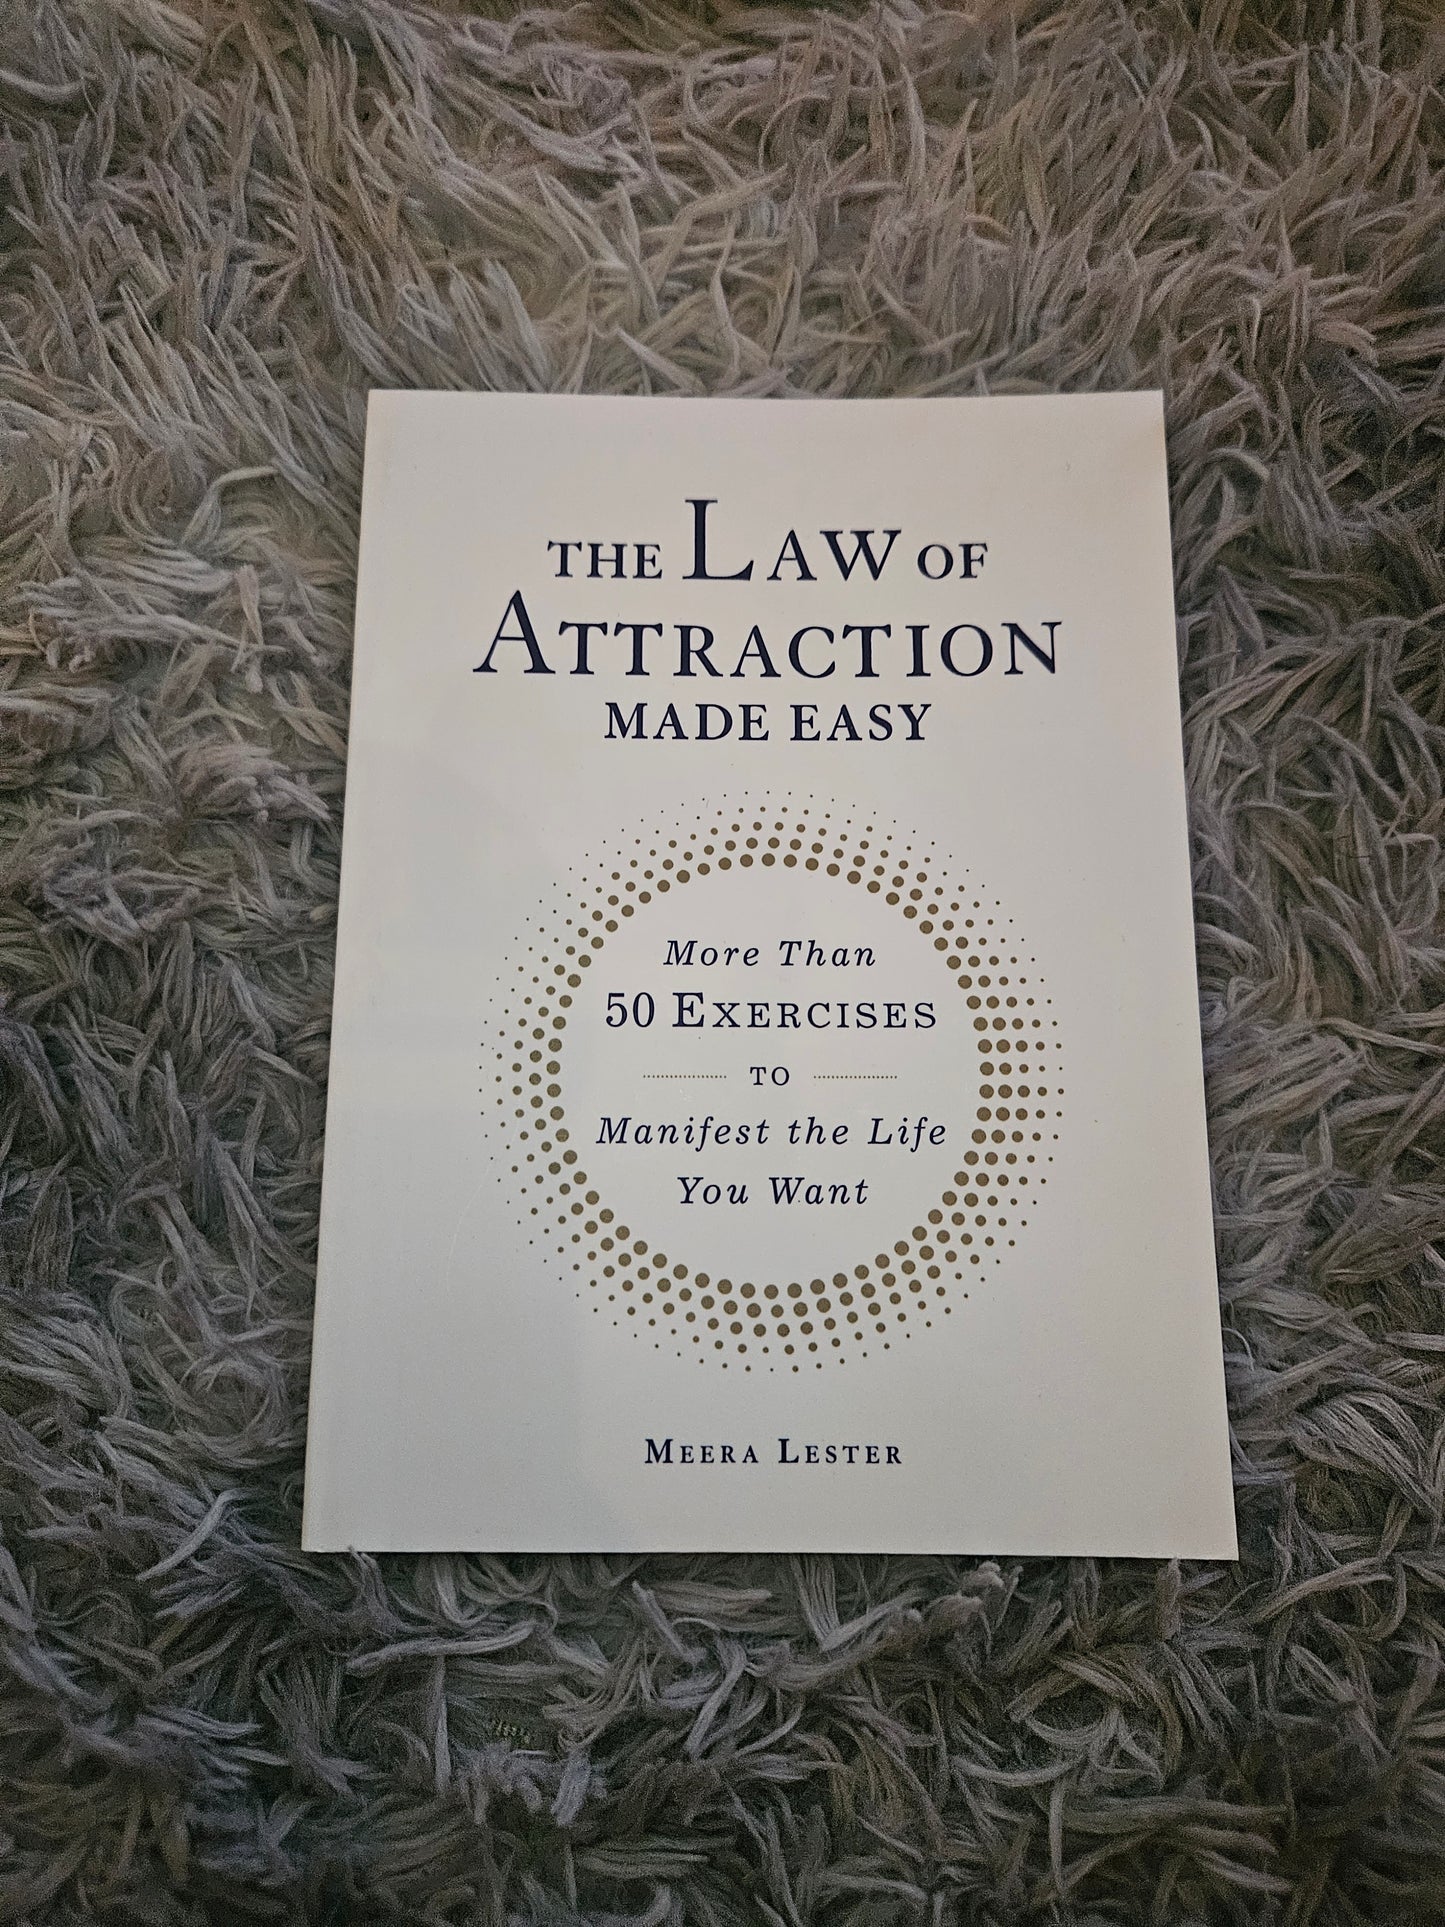 THE LAW OF
ATTRACTION
MADE EASY
More Than
50 EXERCISES
TO
Manifest the Life
You Want
MEERA LESTER